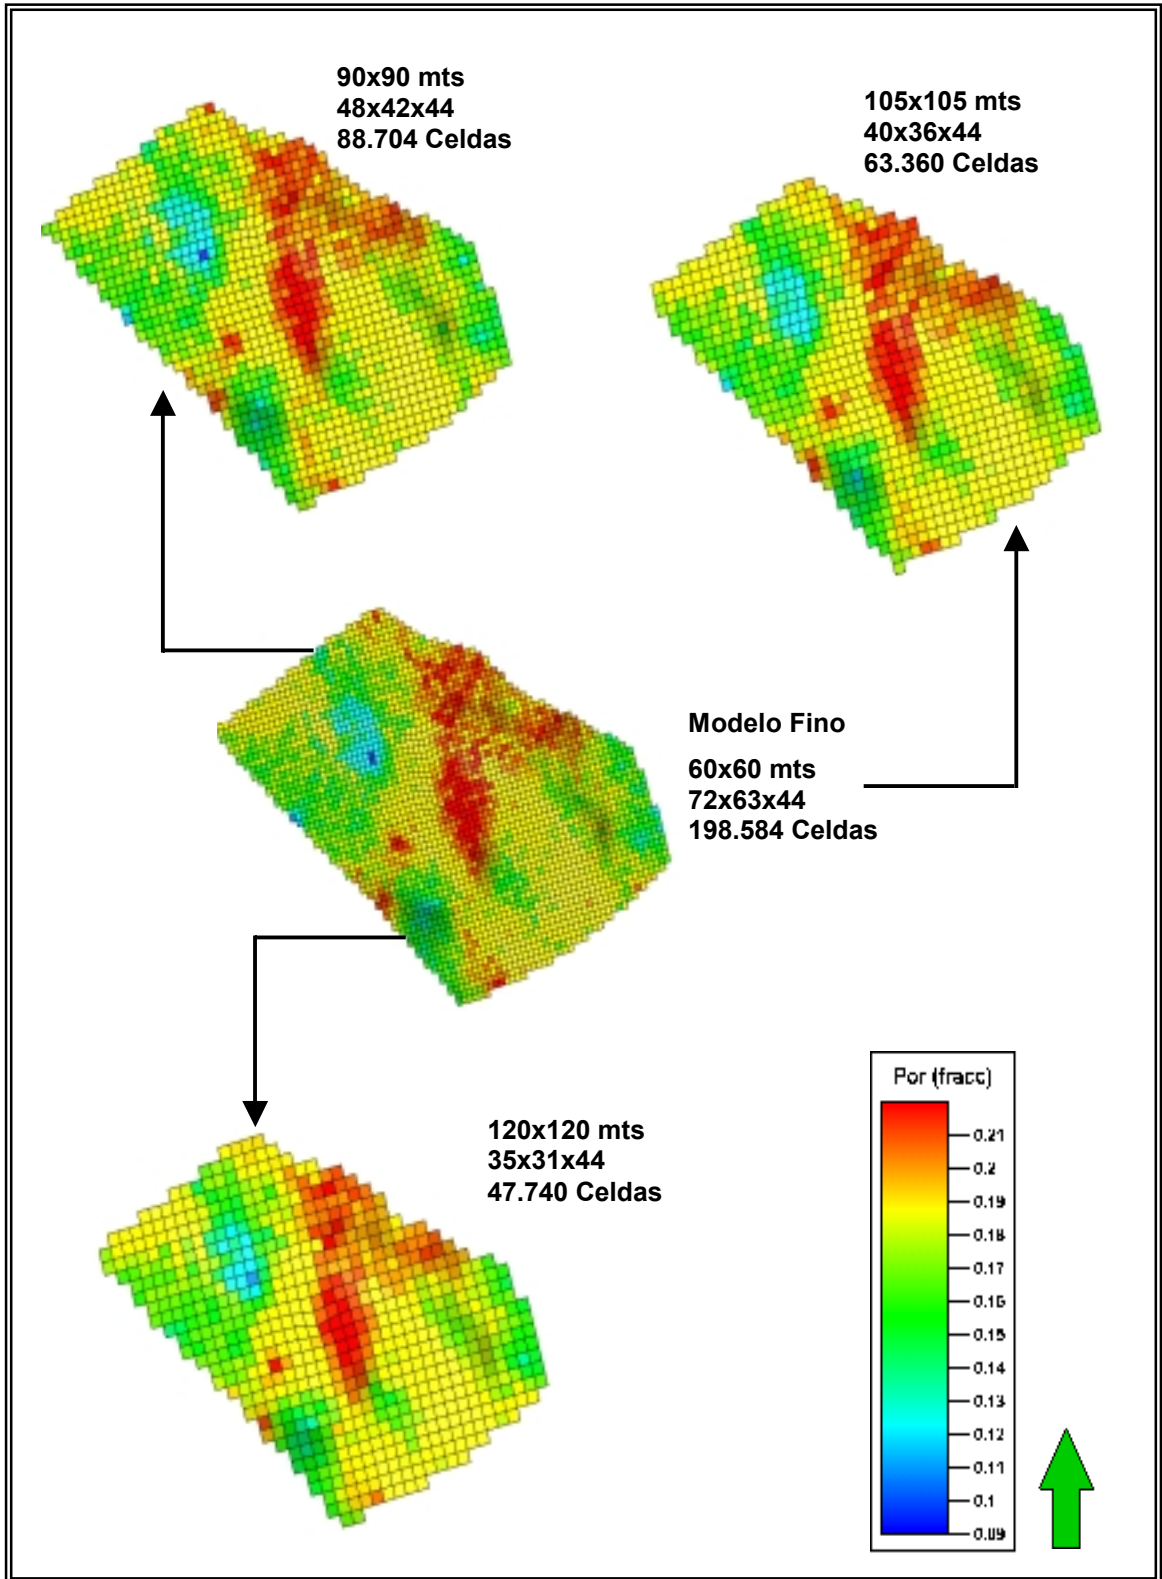 90x90 mts
48x42x44
88.704 Celdas
105x105 mts
40x36x44
63.360 Celdas
Modelo Fino
60x60 mts
72x63x44
198.584 Celdas
120x120 mts
35x31x44
47.740 Celdas
Por (fracc)
0.21
0.2
0.19
0.18
0.17
0.16
0.15
0.14
0.13
0.12
0.11
0.1
0.09